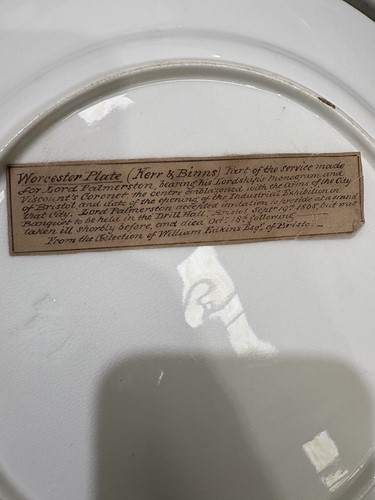 Worcester Plate (Kerr & Binns) Part of the service made
for Lord Palmerston, bearing his Lordship's monogram and
Viscount's Coronet, the centre emblazoned with the arms of the City
of Bristol and date of the opening of the Industrial Exhibition in
that City. Lord Palmerston accepted invitation to preside at a grand
Banquet to be held in the Drill Hall, Bristol Sept 19th 1865, but was
taken ill shortly before, and died Oct. 18th following
From the Collection of William Edkins Esqr. of Bristol.